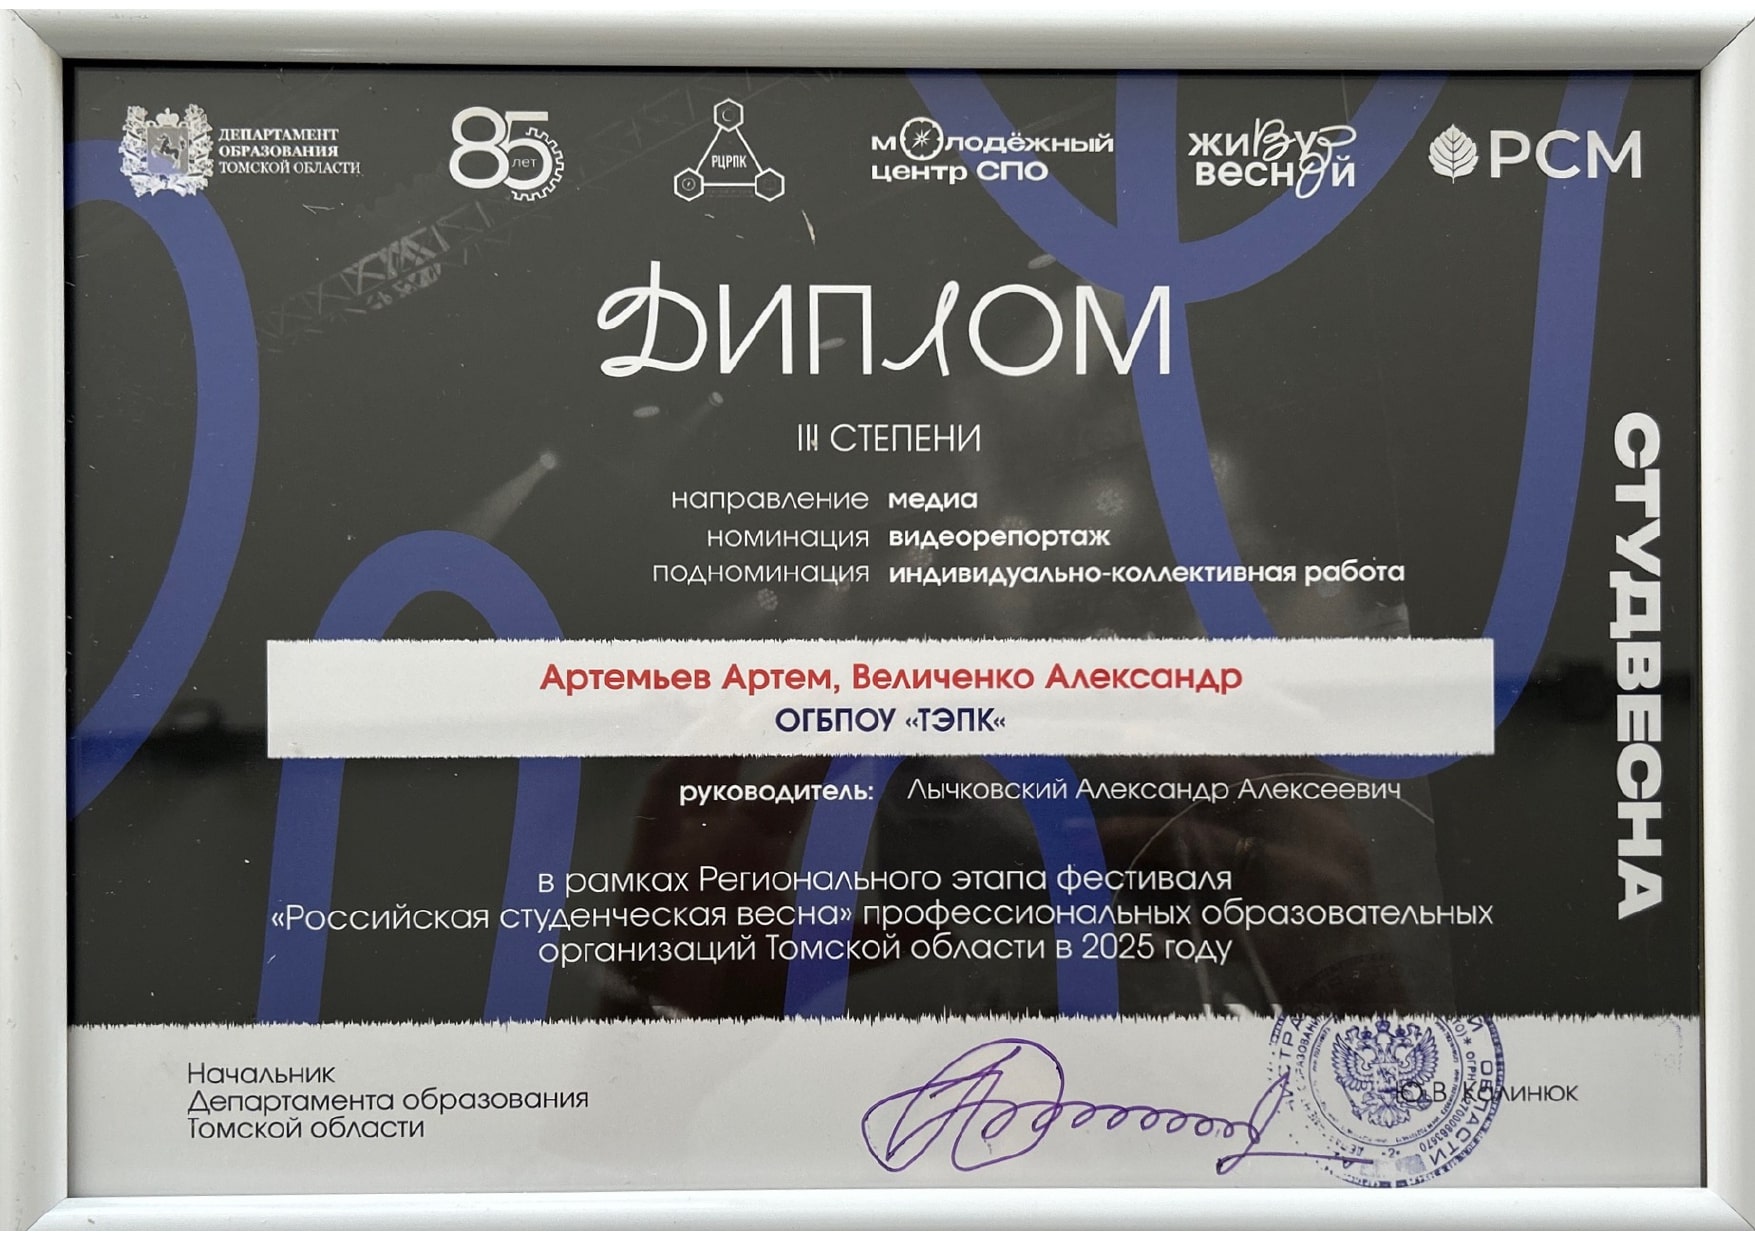 ДЕПАРТАМЕНТ
ОБРАЗОВАНИЯ
ТОМСКОЙ ОБЛАСТИ
85
лет
РЦРПК
МОЛОДЁЖНЫЙ
ЦЕНТР СПО
ЖИВУ
ВЕСНОЙ
РСМ
ДИПЛОМ
III СТЕПЕНИ
направление медиа
номинация видеорепортаж
подноминация индивидуально-коллективная работа
Артемьев Артем, Величенко Александр
ОГБПОУ «ТЭПК«
руководитель: Лычковский Александр Алексеевич
в рамках Регионального этапа фестиваля
«Российская студенческая весна» профессиональных образовательных
организаций Томской области в 2025 году
СТУДВЕСНА
Начальник
Департамента образования
Томской области
Ю.В. Калинюк